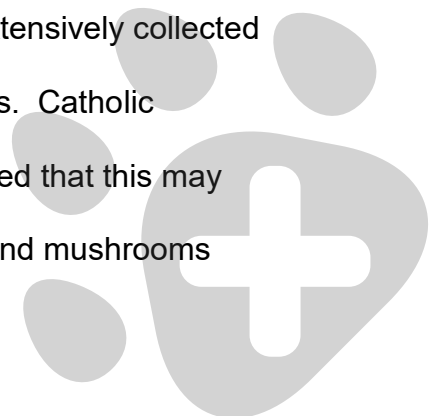 tensively collected
s. Catholic
ed that this may
nd mushrooms